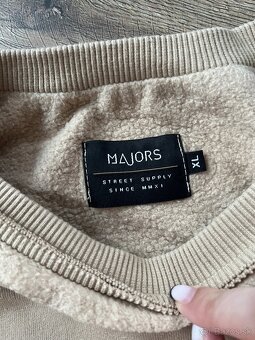 MAJORS
STREET SUPPLY
SINCE MMXI
XL